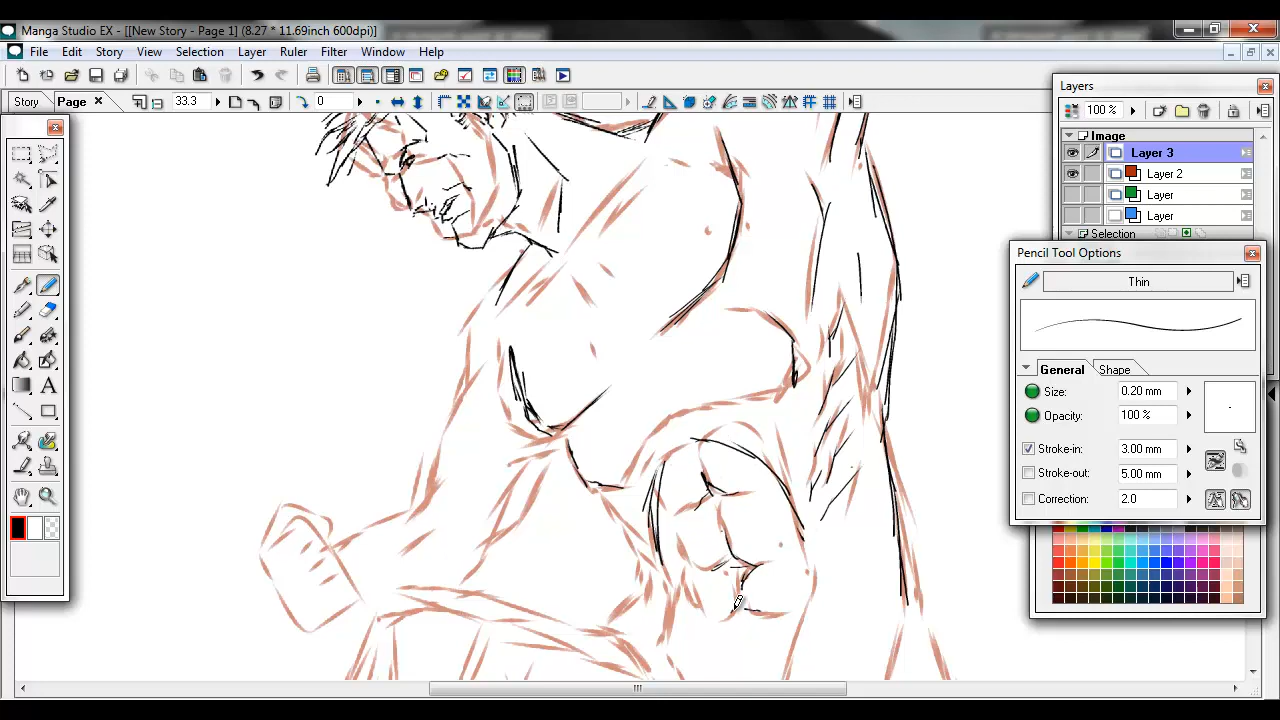 Manga Studio EX - [[New Story - Page 1] (8.27 * 11.69inch 600dpi)]
File Edit Story View Selection Layer Ruler Filter Window Help
Story Page 33.3 0
Layers
100 %
Image
Layer 3
Layer 2
Layer
Layer
Selection
Pencil Tool Options
Thin
General Shape
Size: 0.20 mm
Opacity: 100 %
Stroke-in: 3.00 mm
Stroke-out: 5.00 mm
Correction: 2.0
A